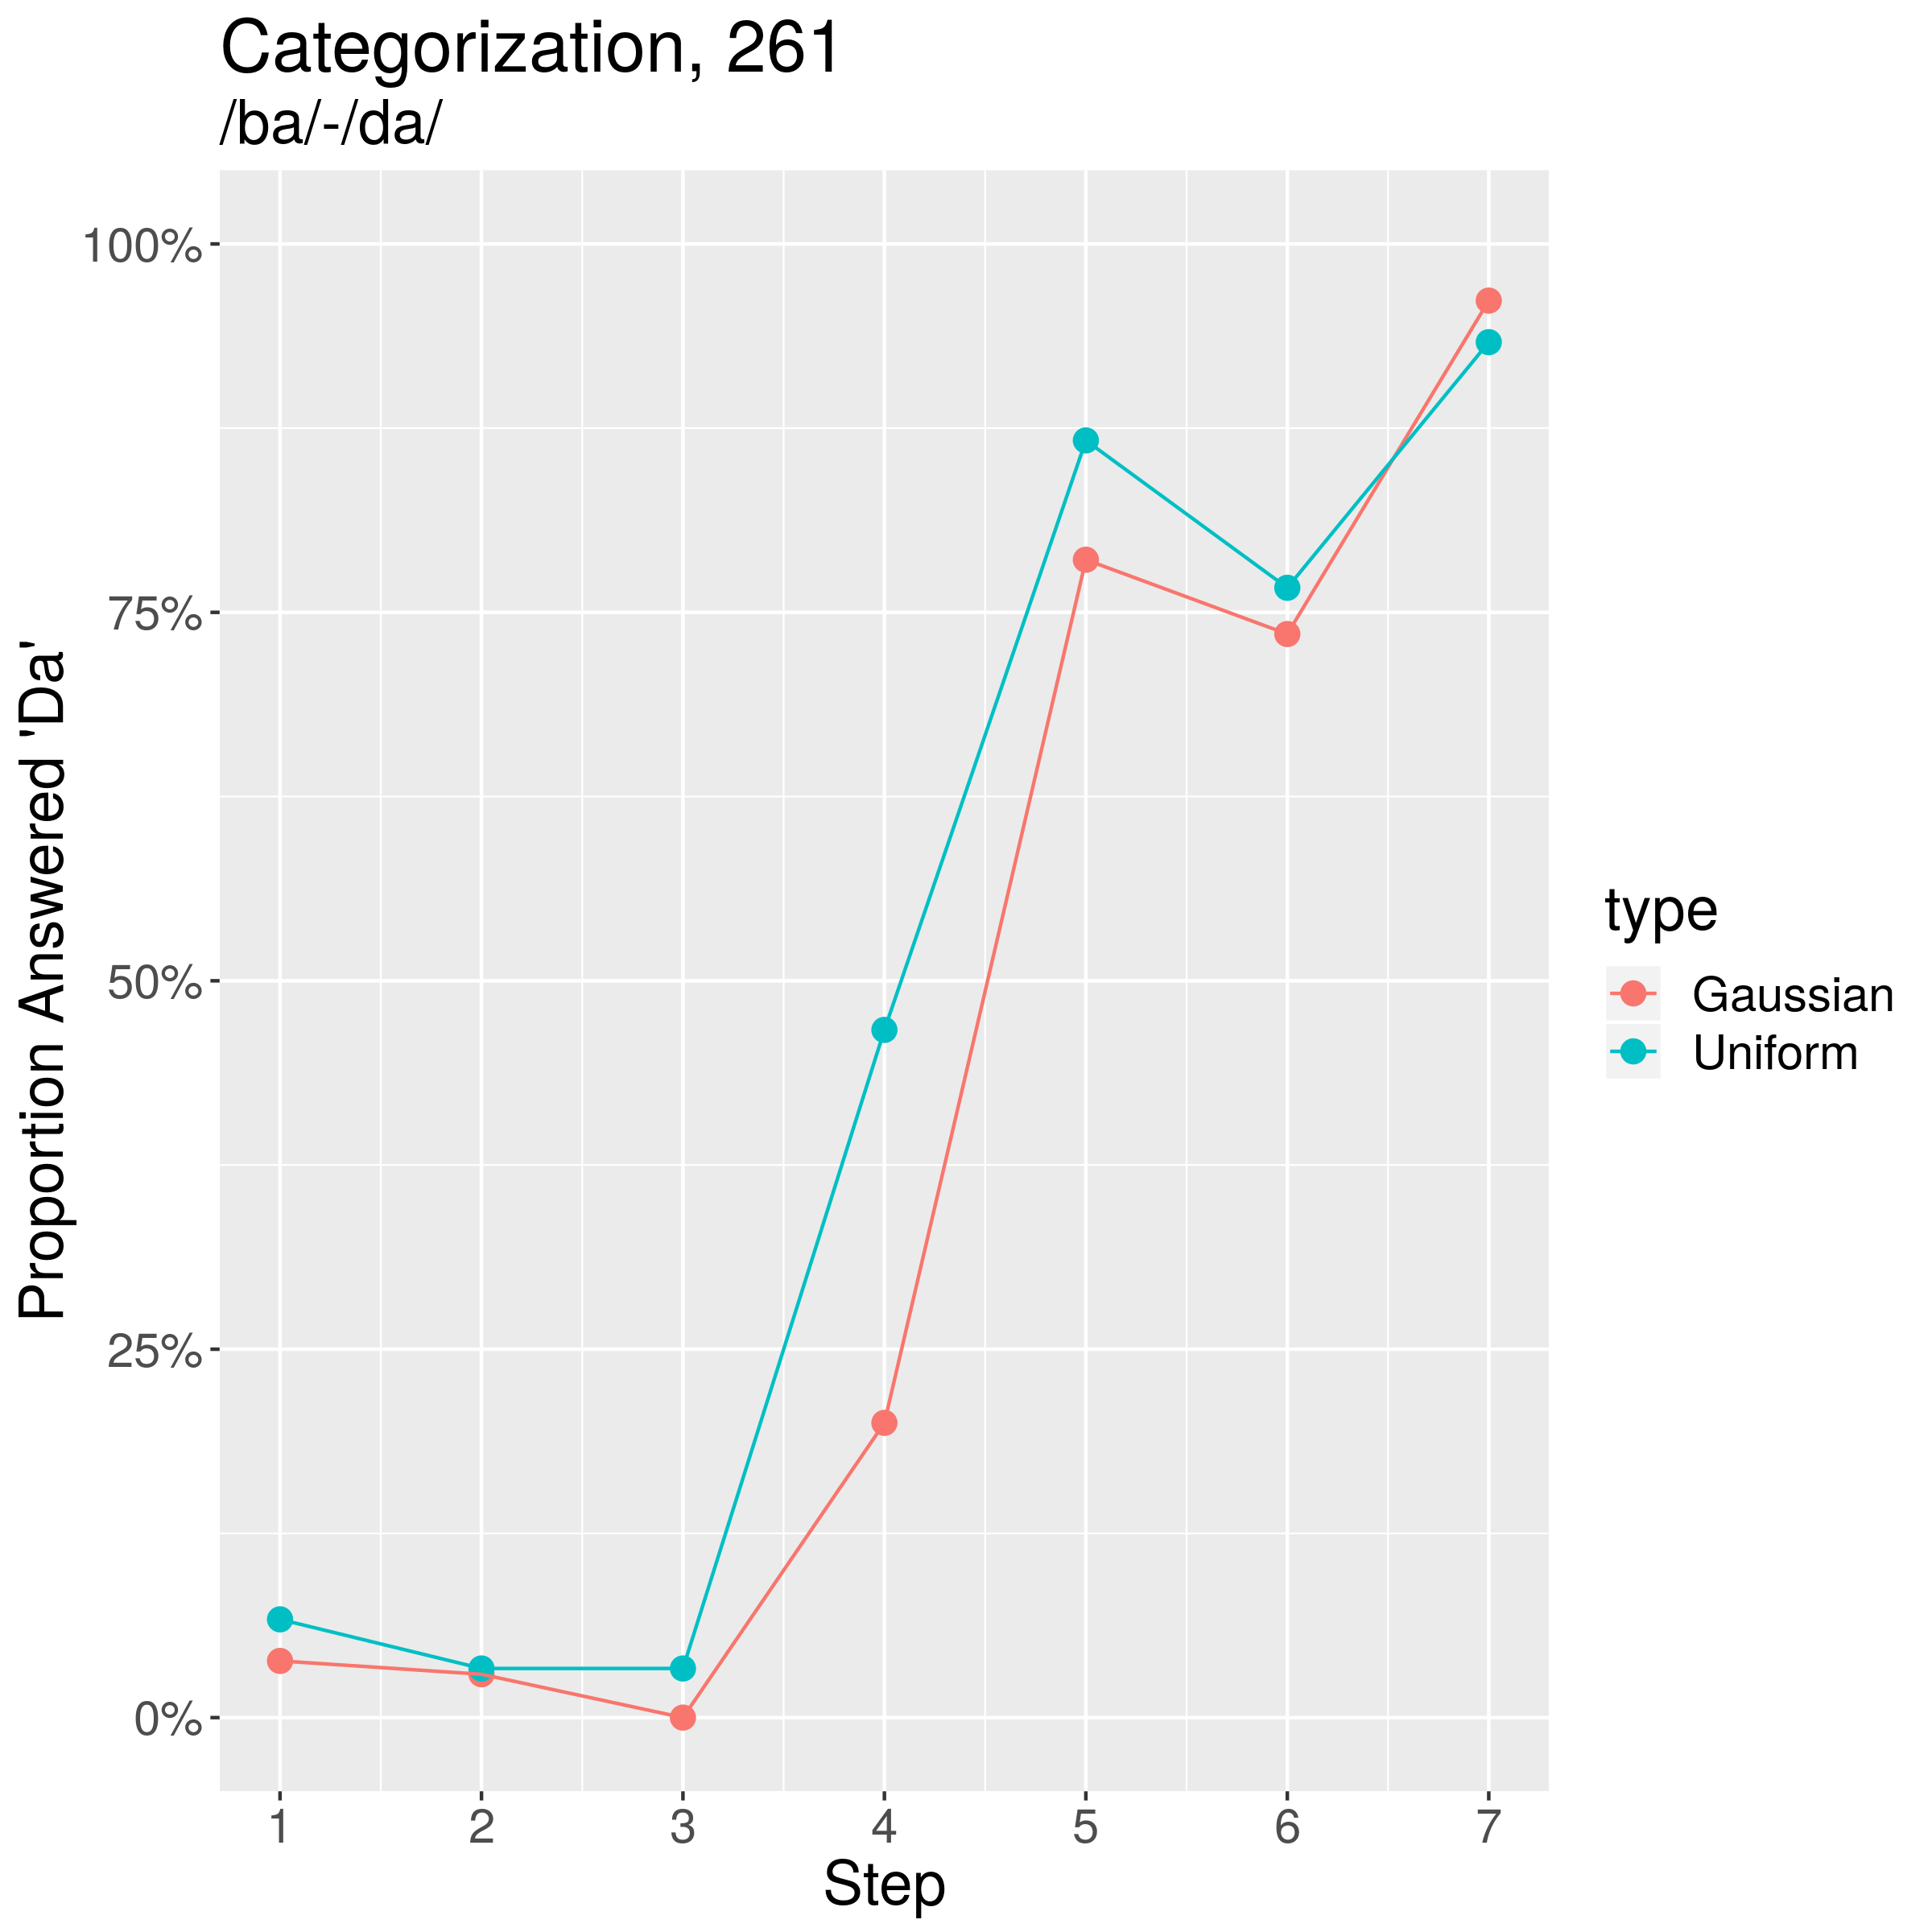 Categorization, 261
/ba/-/da/
Proportion Answered 'Da'
100%
75%
50%
25%
0%
1 2 3 4 5 6 7
Step
type
Gaussian
Uniform